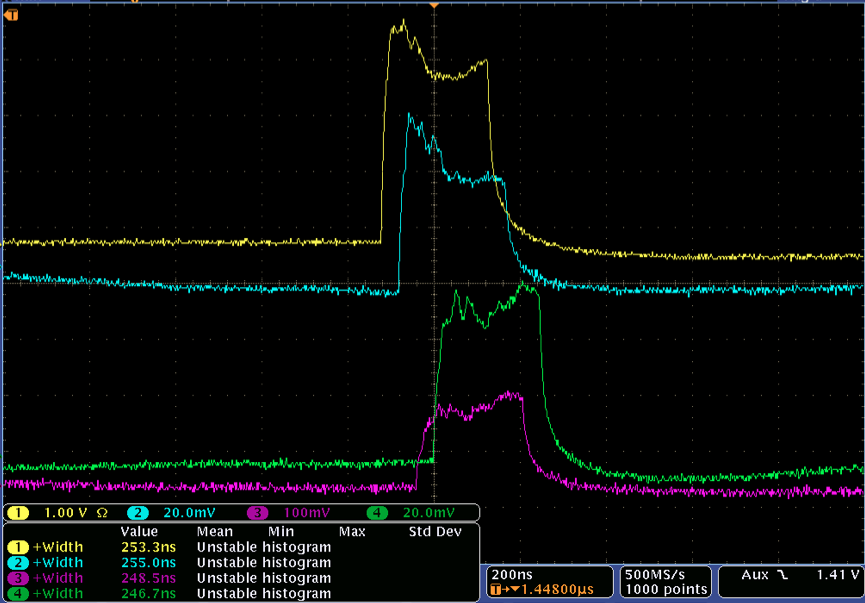 T
1 1.00 V Ω 2 20.0mV 3 100mV 4 20.0mV
Value Mean Min Max Std Dev
1 +Width 253.3ns Unstable histogram
2 +Width 255.0ns Unstable histogram
3 +Width 248.5ns Unstable histogram
4 +Width 246.7ns Unstable histogram
200ns
T→▼1.44800µs
500MS/s
1000 points
Aux 1.41 V